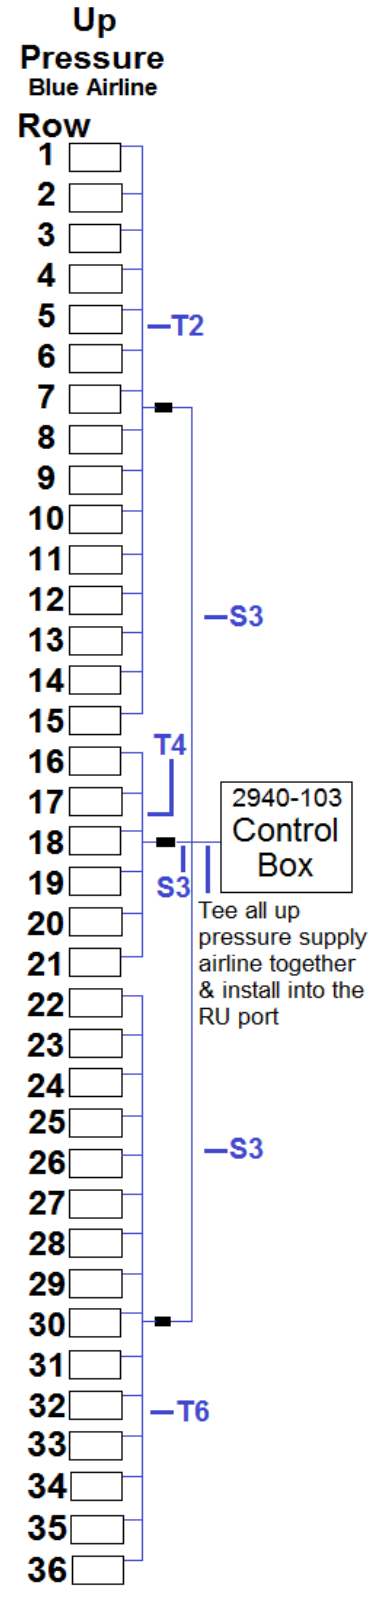 Up
Pressure
Blue Airline
Row
1
2
3
4
5
T2
6
7
8
9
10
11
12
S3
13
14
15
T4
16
17
2940-103
Control
Box
18
19
S3
20
Tee all up
pressure supply
airline together
& install into the
RU port
21
22
23
24
25
26
S3
27
28
29
30
31
32
T6
33
34
35
36